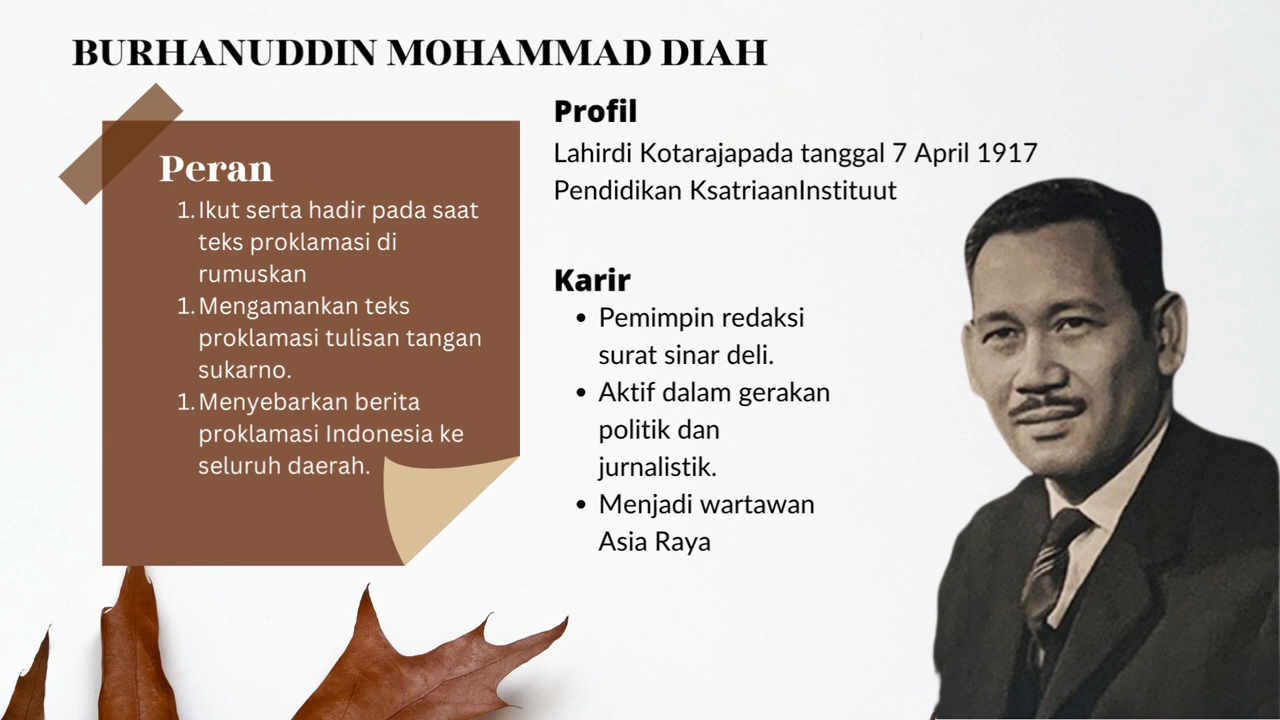 BURHANUDDIN MOHAMMAD DIAH
Peran
1. Ikut serta hadir pada saat
teks proklamasi di
rumuskan
1. Mengamankan teks
proklamasi tulisan tangan
sukarno.
1. Menyebarkan berita
proklamasi Indonesia ke
seluruh daerah.
Profil
Lahirdi Kotarajapada tanggal 7 April 1917
Pendidikan KsatriaanInstituut
Karir
• Pemimpin redaksi
surat sinar deli.
• Aktif dalam gerakan
politik dan
jurnalistik.
• Menjadi wartawan
Asia Raya